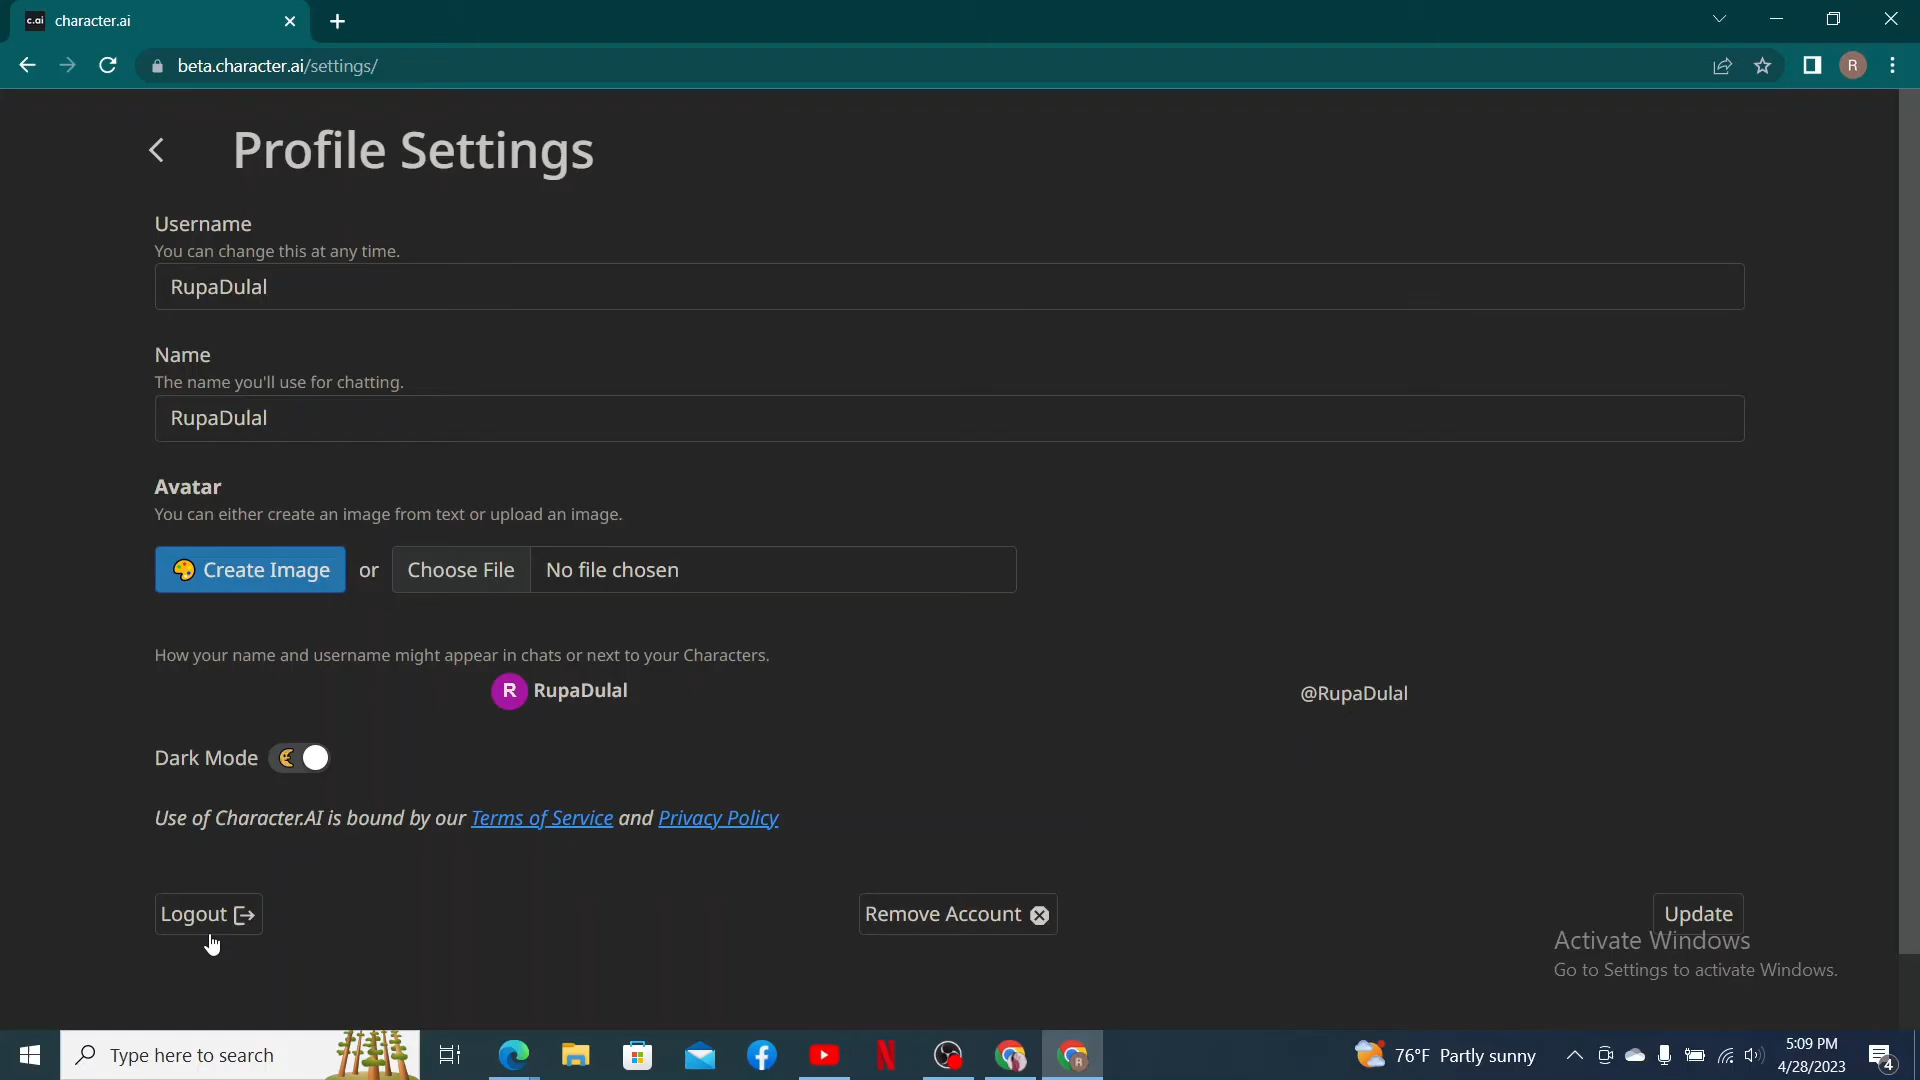 c.ai character.ai
beta.character.ai/settings/
R
Profile Settings
Username
You can change this at any time.
RupaDulal
Name
The name you'll use for chatting.
RupaDulal
Avatar
You can either create an image from text or upload an image.
Create Image or Choose File No file chosen
How your name and username might appear in chats or next to your Characters.
R RupaDulal @RupaDulal
Dark Mode
Use of Character.AI is bound by our Terms of Service and Privacy Policy
Logout Remove Account Update
Activate Windows
Go to Settings to activate Windows.
Type here to search 76°F Partly sunny 5:09 PM
4/28/2023 4